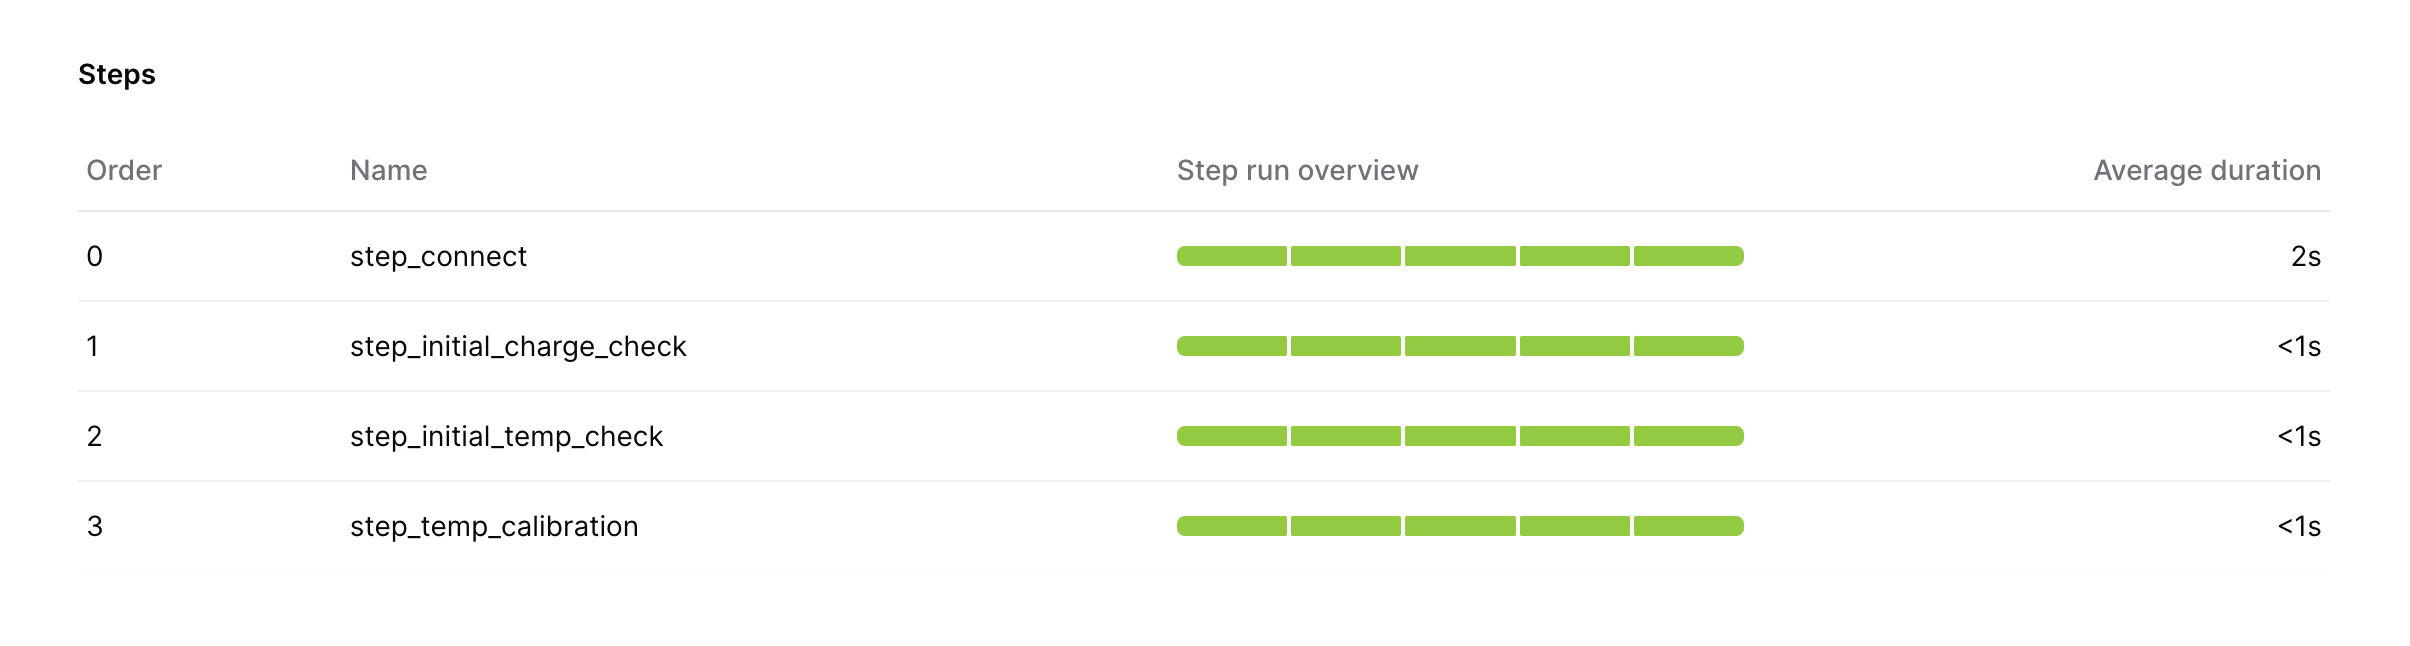 Steps
Order Name Step run overview Average duration
0 step_connect 2s
1 step_initial_charge_check <1s
2 step_initial_temp_check <1s
3 step_temp_calibration <1s